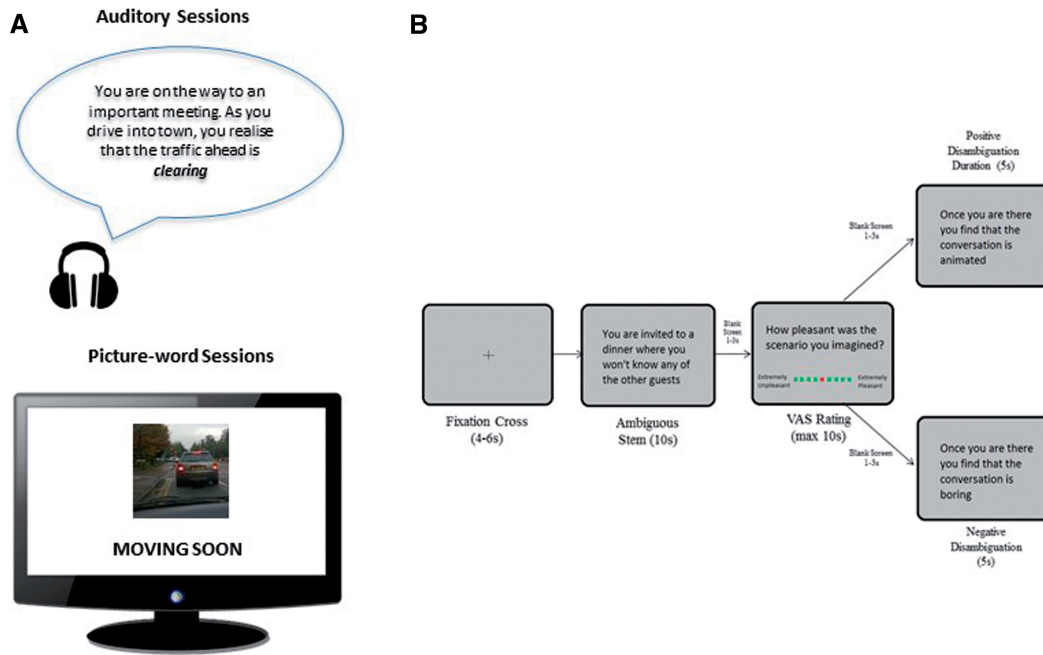 A
Auditory Sessions
You are on the way to an
important meeting. As you
drive into town, you realise
that the traffic ahead is
clearing
Picture-word Sessions
MOVING SOON
B
Fixation Cross
(4-6s)
You are invited to a
dinner where you
won't know any of
the other guests
Ambiguous
Stem (10s)
Blank
Screen
1-3s
How pleasant was the
scenario you imagined?
Extremely
Unpleasant
Extremely
Pleasant
VAS Rating
(max 10s)
Blank Screen
1-3s
Positive
Disambiguation
Duration (5s)
Once you are there
you find that the
conversation is
animated
Blank Screen
1-3s
Once you are there
you find that the
conversation is
boring
Negative
Disambiguation
(5s)